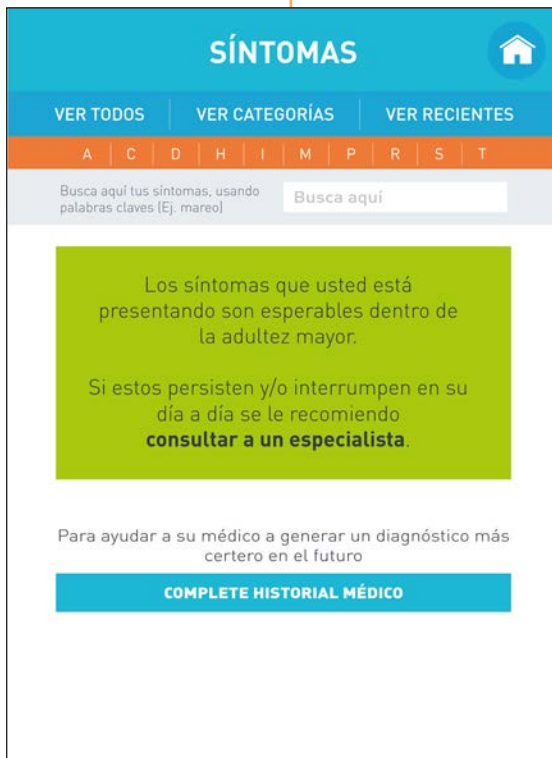 SÍNTOMAS
VER TODOS VER CATEGORÍAS VER RECIENTES
A C D H I M P R S T
Busca aquí tus síntomas, usando
palabras claves (Ej. mareo)
Busca aquí
Los síntomas que usted está
presentando son esperables dentro de
la adultez mayor.
Si estos persisten y/o interrumpen en su
día a día se le recomiendo
consultar a un especialista.
Para ayudar a su médico a generar un diagnóstico más
certero en el futuro
COMPLETE HISTORIAL MÉDICO